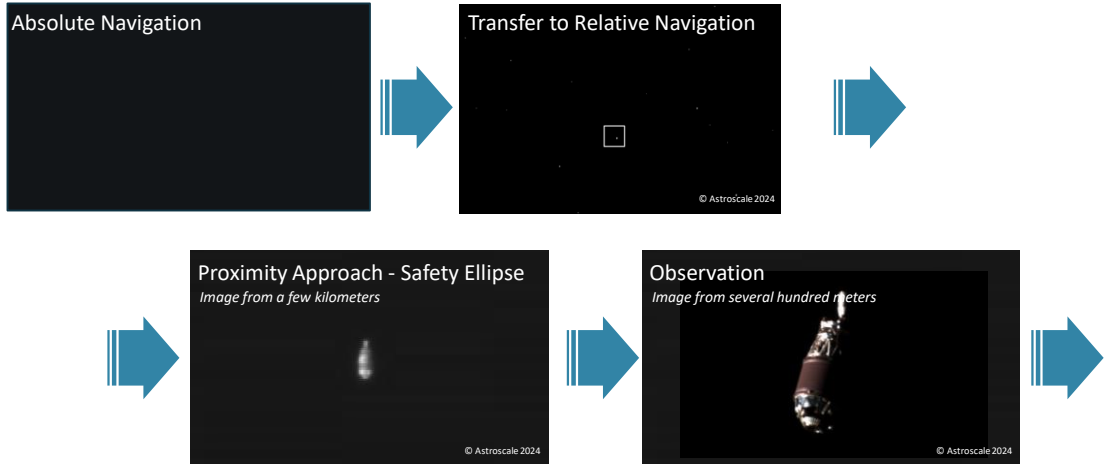 Absolute Navigation
Transfer to Relative Navigation
© Astroscale 2024
Proximity Approach - Safety Ellipse
Image from a few kilometers
© Astroscale 2024
Observation
Image from several hundred meters
© Astroscale 2024